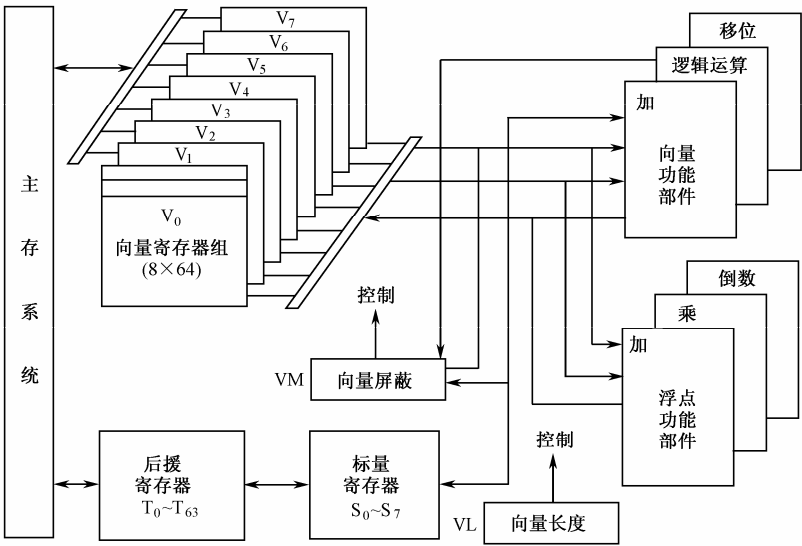 主存系统
V₇
V₆
V₅
V₄
V₃
V₂
V₁
V₀
向量寄存器组
(8×64)
移位
逻辑运算
加
向量
功能
部件
倒数
乘
加
浮点
功能
部件
控制
VM
向量屏蔽
控制
VL
向量长度
后援
寄存器
T₀~T₆₃
标量
寄存器
S₀~S₇